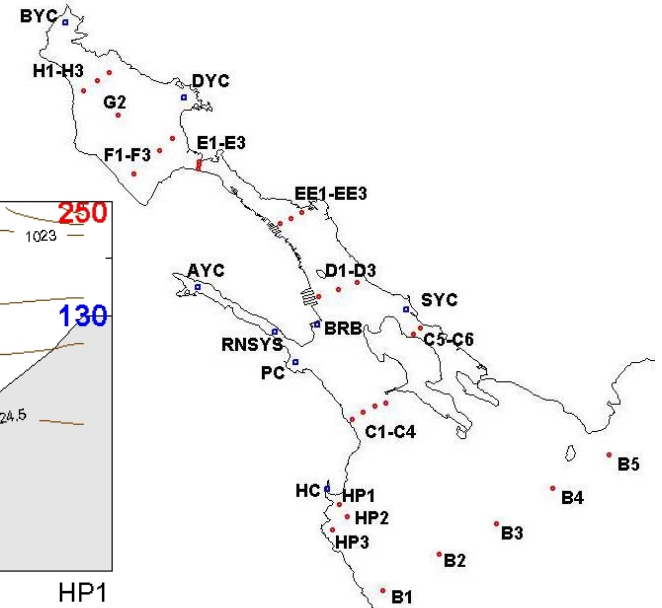 BYC
H1-H3
DYC
G2
F1-F3
E1-E3
EE1-EE3
250
1023
AYC
D1-D3
SYC
130
BRB
RNSYS
C5-C6
PC
24.5
C1-C4
B5
HC
HP1
B4
HP2
B3
HP3
B2
HP1
B1